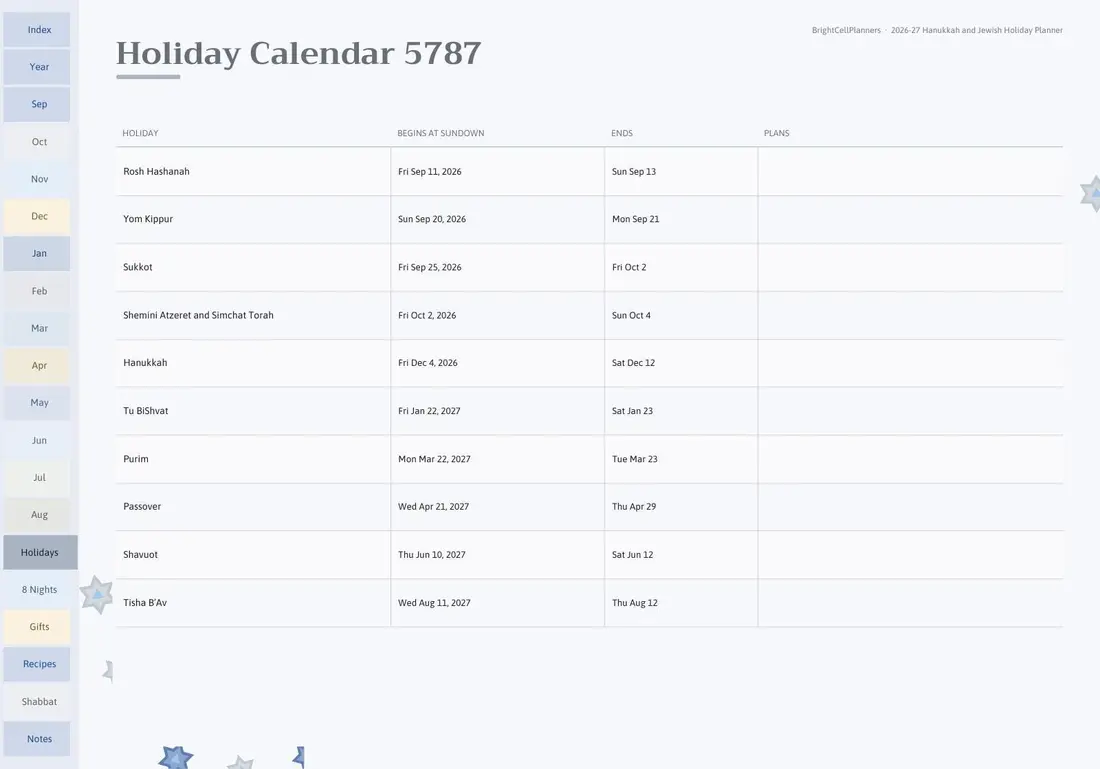 BrightCellPlanners · 2026-27 Hanukkah and Jewish Holiday Planner
Holiday Calendar 5787
Index
Year
Sep
Oct
Nov
Dec
Jan
Feb
Mar
Apr
May
Jun
Jul
Aug
Holidays
8 Nights
Gifts
Recipes
Shabbat
Notes
HOLIDAY BEGINS AT SUNDOWN ENDS PLANS
Rosh Hashanah Fri Sep 11, 2026 Sun Sep 13
Yom Kippur Sun Sep 20, 2026 Mon Sep 21
Sukkot Fri Sep 25, 2026 Fri Oct 2
Shemini Atzeret and Simchat Torah Fri Oct 2, 2026 Sun Oct 4
Hanukkah Fri Dec 4, 2026 Sat Dec 12
Tu BiShvat Fri Jan 22, 2027 Sat Jan 23
Purim Mon Mar 22, 2027 Tue Mar 23
Passover Wed Apr 21, 2027 Thu Apr 29
Shavuot Thu Jun 10, 2027 Sat Jun 12
Tisha B'Av Wed Aug 11, 2027 Thu Aug 12